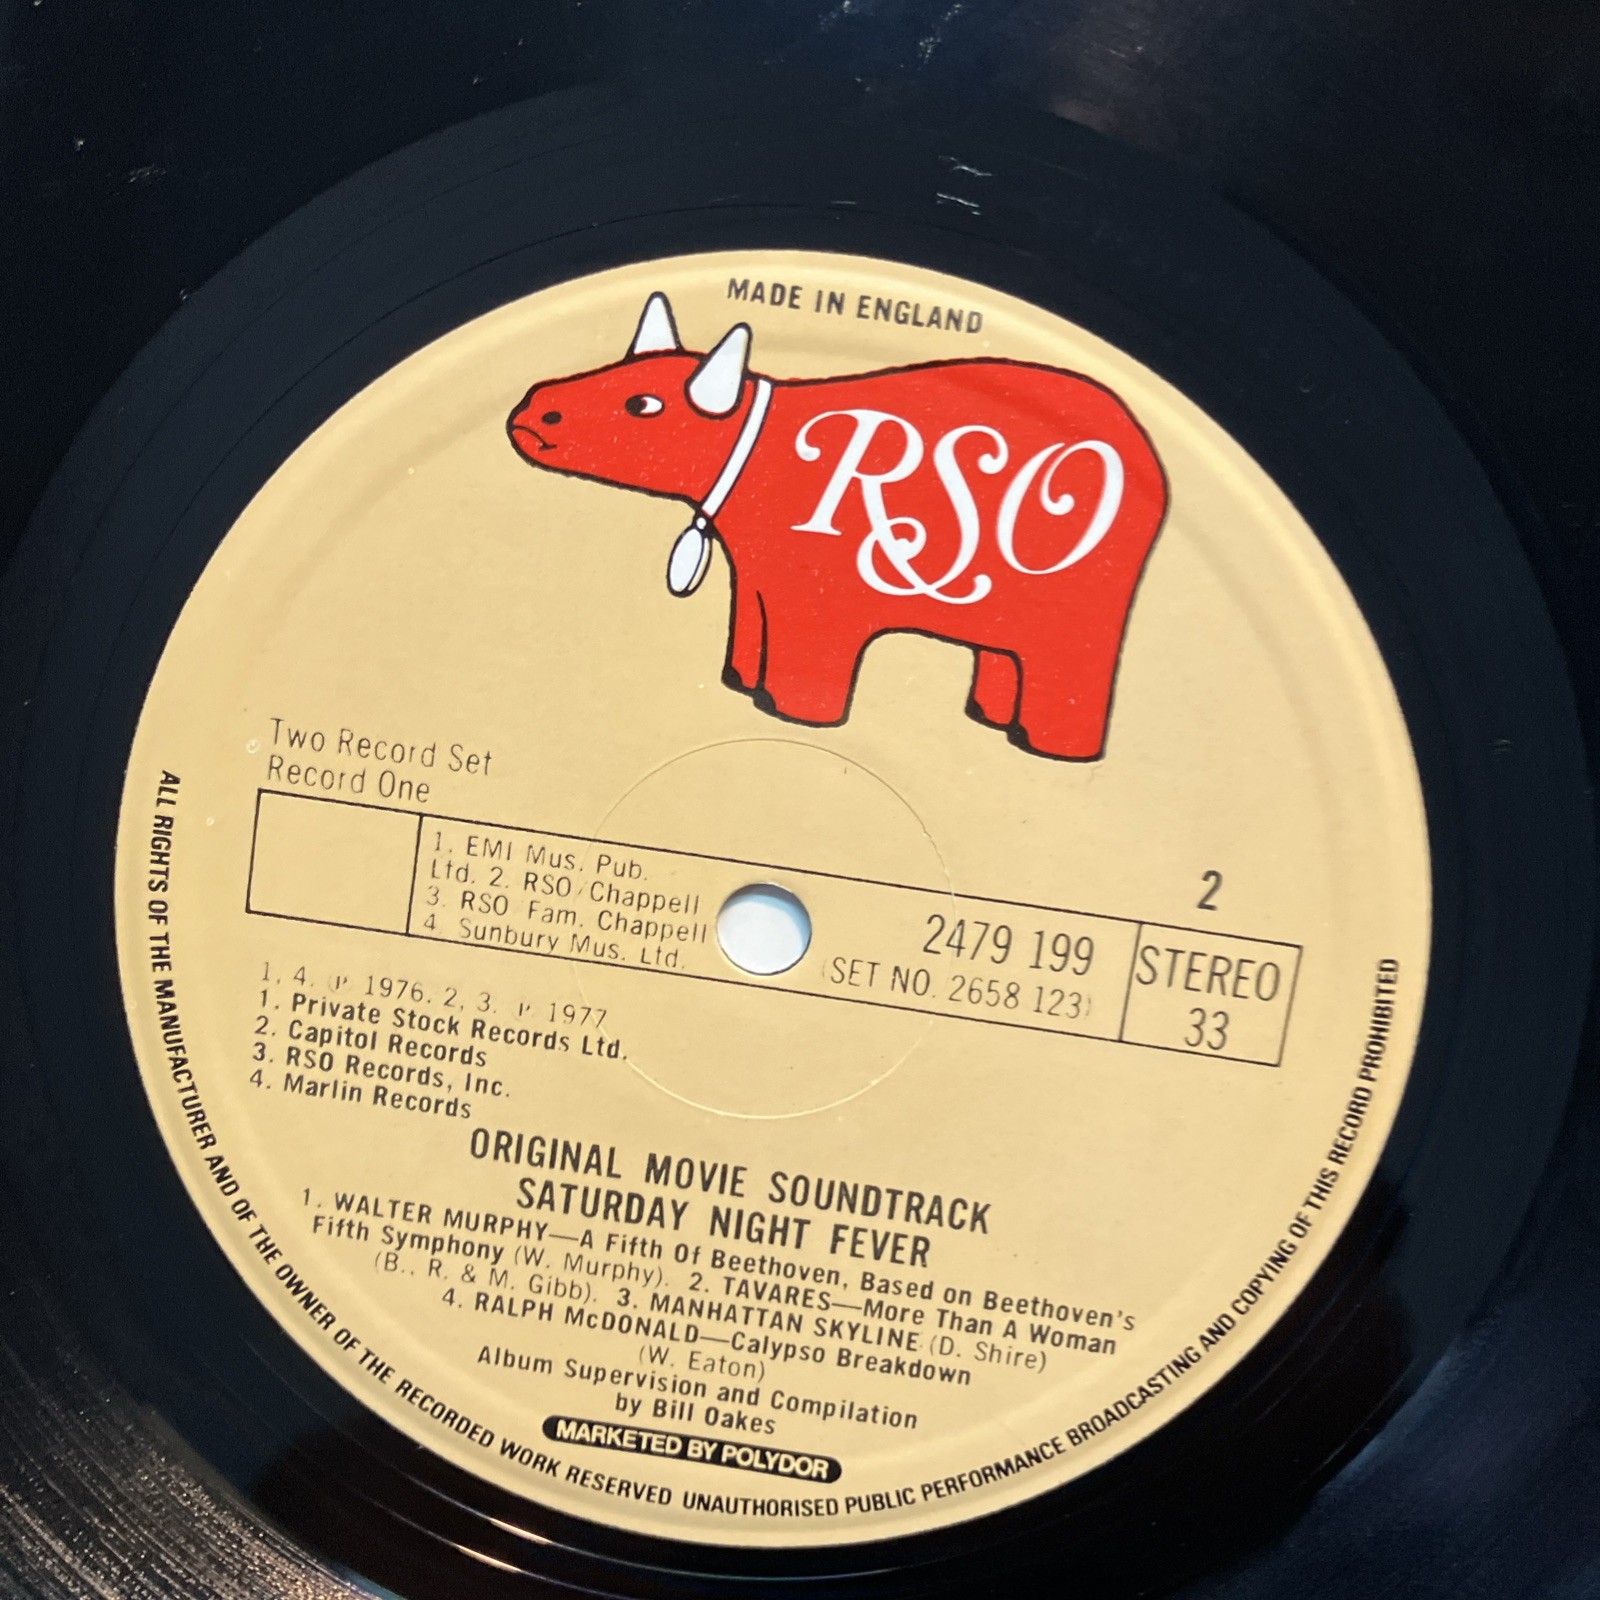 MADE IN ENGLAND
RSO
Two Record Set
Record One
1. EMI Mus. Pub.
Ltd. 2. RSO/Chappell
3. RSO Fam. Chappell
4. Sunbury Mus. Ltd.
2
2479 199
(SET NO. 2658 123)
STEREO
33
1. 4. ℗ 1976. 2, 3. ℗ 1977
1. Private Stock Records Ltd.
2. Capitol Records
3. RSO Records, Inc.
4. Marlin Records
ORIGINAL MOVIE SOUNDTRACK
SATURDAY NIGHT FEVER
1. WALTER MURPHY—A Fifth Of Beethoven, Based on Beethoven's
Fifth Symphony (W. Murphy). 2. TAVARES—More Than A Woman
(B., R. & M. Gibb). 3. MANHATTAN SKYLINE (D. Shire)
4. RALPH McDONALD—Calypso Breakdown
(W. Eaton)
Album Supervision and Compilation
by Bill Oakes
MARKETED BY POLYDOR
ALL RIGHTS OF THE MANUFACTURER AND OF THE OWNER OF THE RECORDED WORK RESERVED UNAUTHORISED PUBLIC PERFORMANCE BROADCASTING AND COPYING OF THIS RECORD PROHIBITED